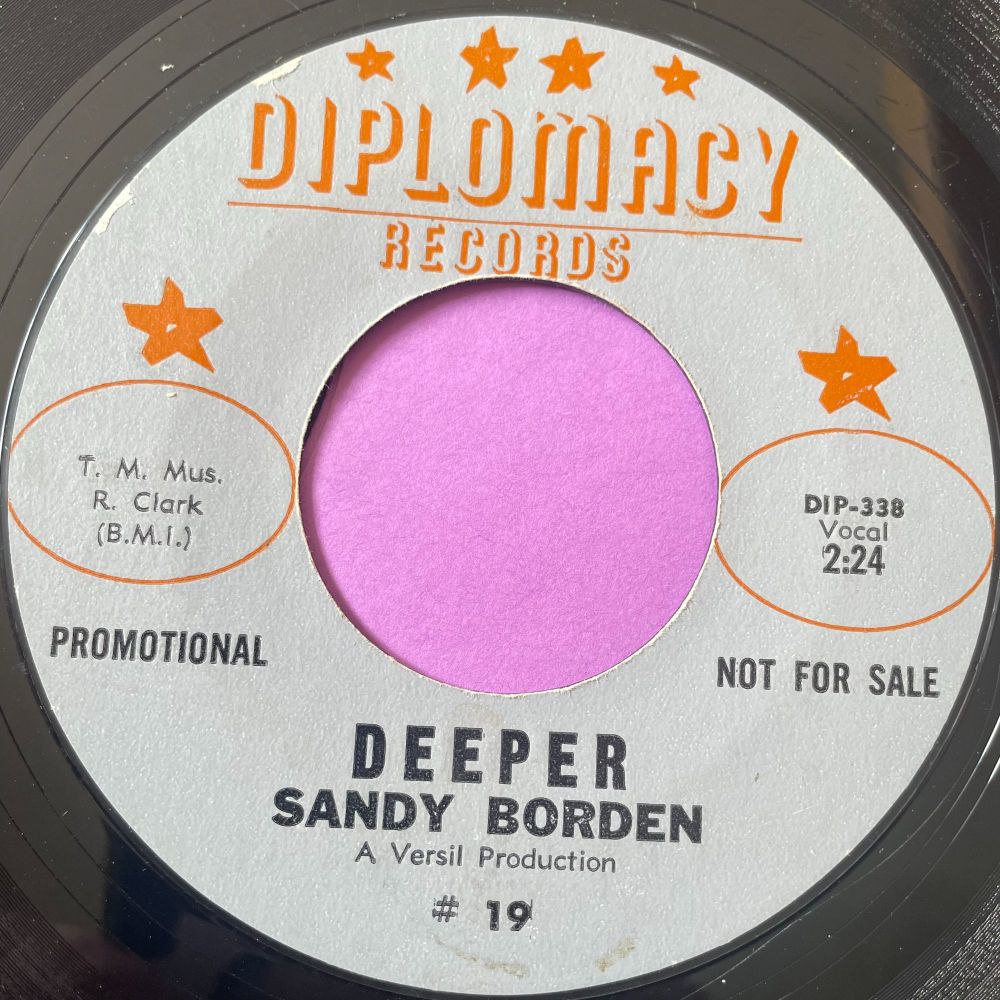 DIPLOMACY
RECORDS
T. M. Mus.
R. Clark
(B.M.I.)
DIP-338
Vocal
2:24
PROMOTIONAL
NOT FOR SALE
DEEPER
SANDY BORDEN
A Versil Production
# 19